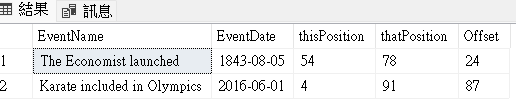 結果 訊息
EventName EventDate thisPosition thatPosition Offset
1 The Economist launched 1843-08-05 54 78 24
2 Karate included in Olympics 2016-06-01 4 91 87